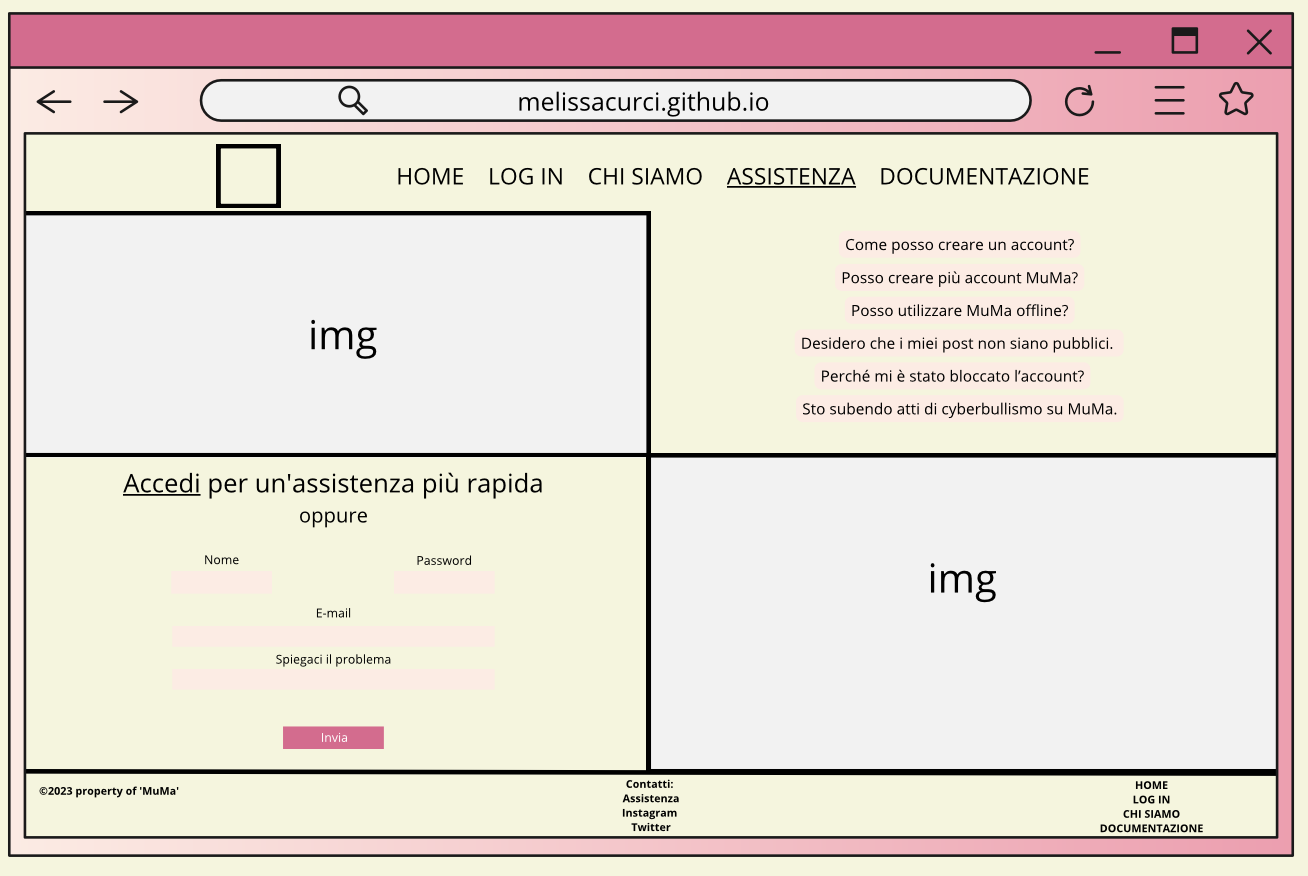 melissacurci.github.io
HOME LOG IN CHI SIAMO ASSISTENZA DOCUMENTAZIONE
img
Come posso creare un account?
Posso creare più account MuMa?
Posso utilizzare MuMa offline?
Desidero che i miei post non siano pubblici.
Perché mi è stato bloccato l’account?
Sto subendo atti di cyberbullismo su MuMa.
Accedi per un'assistenza più rapida
oppure
Nome Password
E-mail
Spiegaci il problema
Invia
img
©2023 property of 'MuMa'
Contatti:
Assistenza
Instagram
Twitter
HOME
LOG IN
CHI SIAMO
DOCUMENTAZIONE